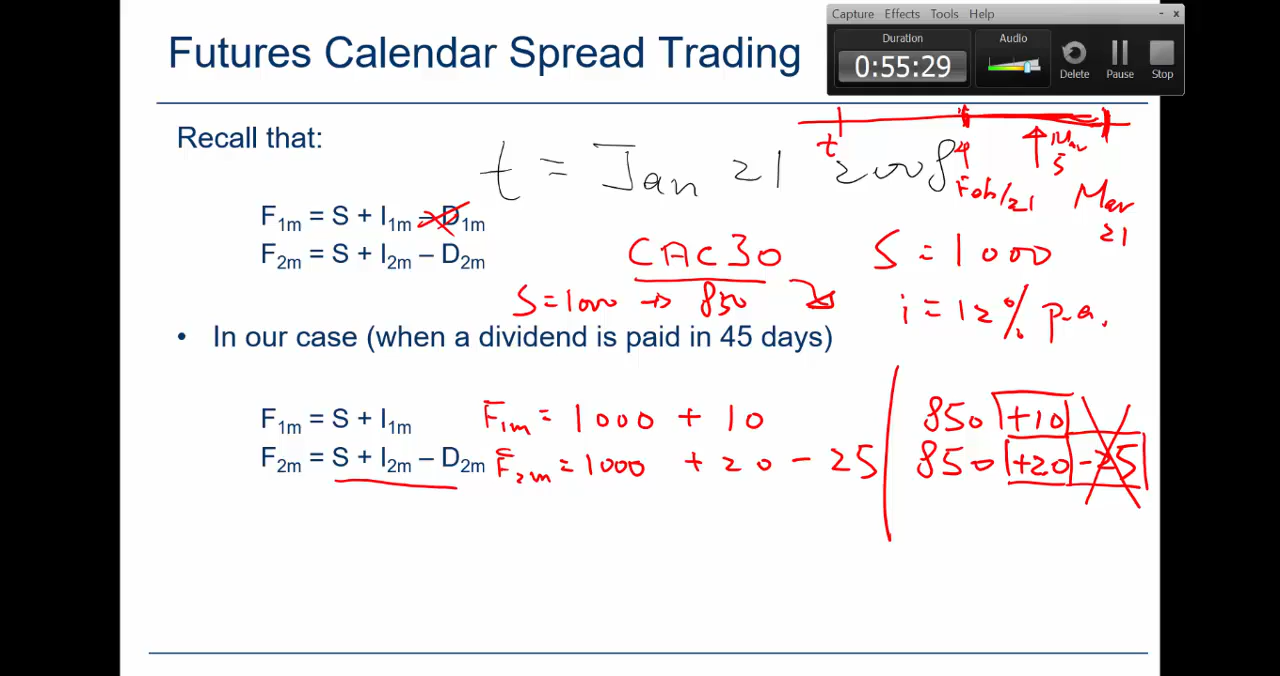 Capture Effects Tools Help
Duration
Audio
0:55:29
Delete Pause Stop
Futures Calendar Spread Trading
Recall that:
t = Jan 21 2008
t
Feb/21
Mar 5
Mar 21
F1m = S + I1m – D1m
F2m = S + I2m – D2m
CAC30
S = 1000 → 850
S = 1000
i = 12% p.a.
• In our case (when a dividend is paid in 45 days)
F1m = S + I1m
F1m = 1000 + 10
850 +10
F2m = S + I2m – D2m
F2m = 1000 + 20 - 25
850 +20 -25